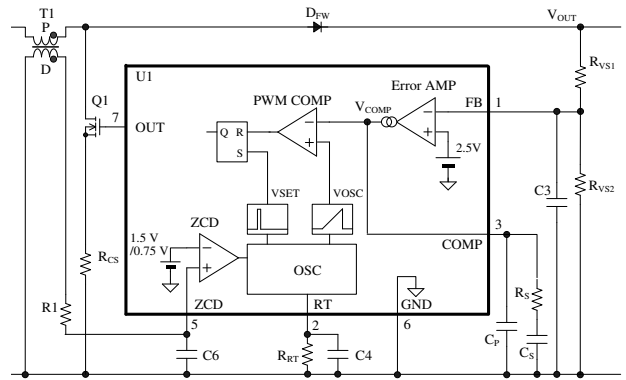 T1
P
D
D_FW
V_OUT
U1
Q1
7
OUT
PWM COMP
V_COMP
Error AMP
FB
1
R_VS1
Q R
S
2.5V
C3
R_VS2
VSET
VOSC
ZCD
1.5 V
/0.75 V
3
COMP
R_CS
OSC
R1
ZCD
RT
GND
R_S
5
2
6
C_P
C_S
C6
R_RT
C4